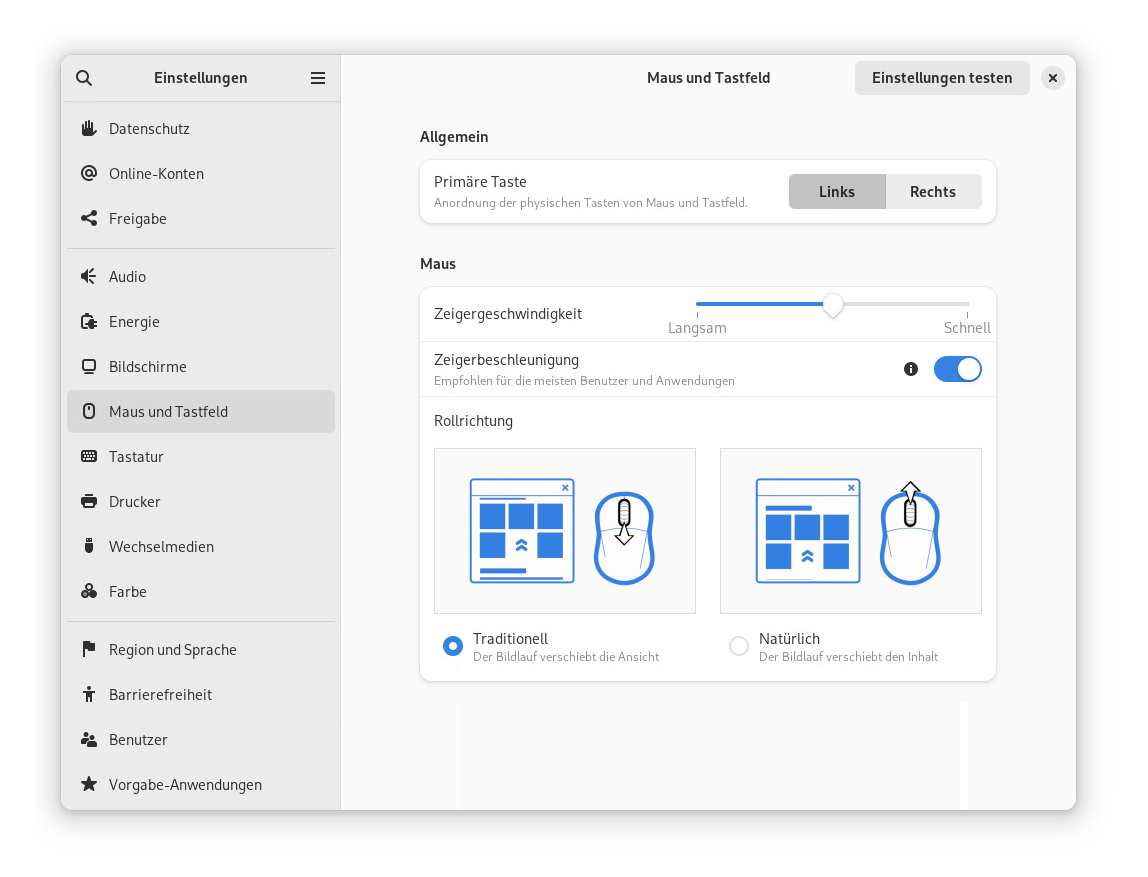 Einstellungen
Datenschutz
Online-Konten
Freigabe
Audio
Energie
Bildschirme
Maus und Tastfeld
Tastatur
Drucker
Wechselmedien
Farbe
Region und Sprache
Barrierefreiheit
Benutzer
Vorgabe-Anwendungen
Maus und Tastfeld
Einstellungen testen
Allgemein
Primäre Taste
Anordnung der physischen Tasten von Maus und Tastfeld.
Links
Rechts
Maus
Zeigergeschwindigkeit
Langsam
Schnell
Zeigerbeschleunigung
Empfohlen für die meisten Benutzer und Anwendungen
Rollrichtung
Traditionell
Der Bildlauf verschiebt die Ansicht
Natürlich
Der Bildlauf verschiebt den Inhalt